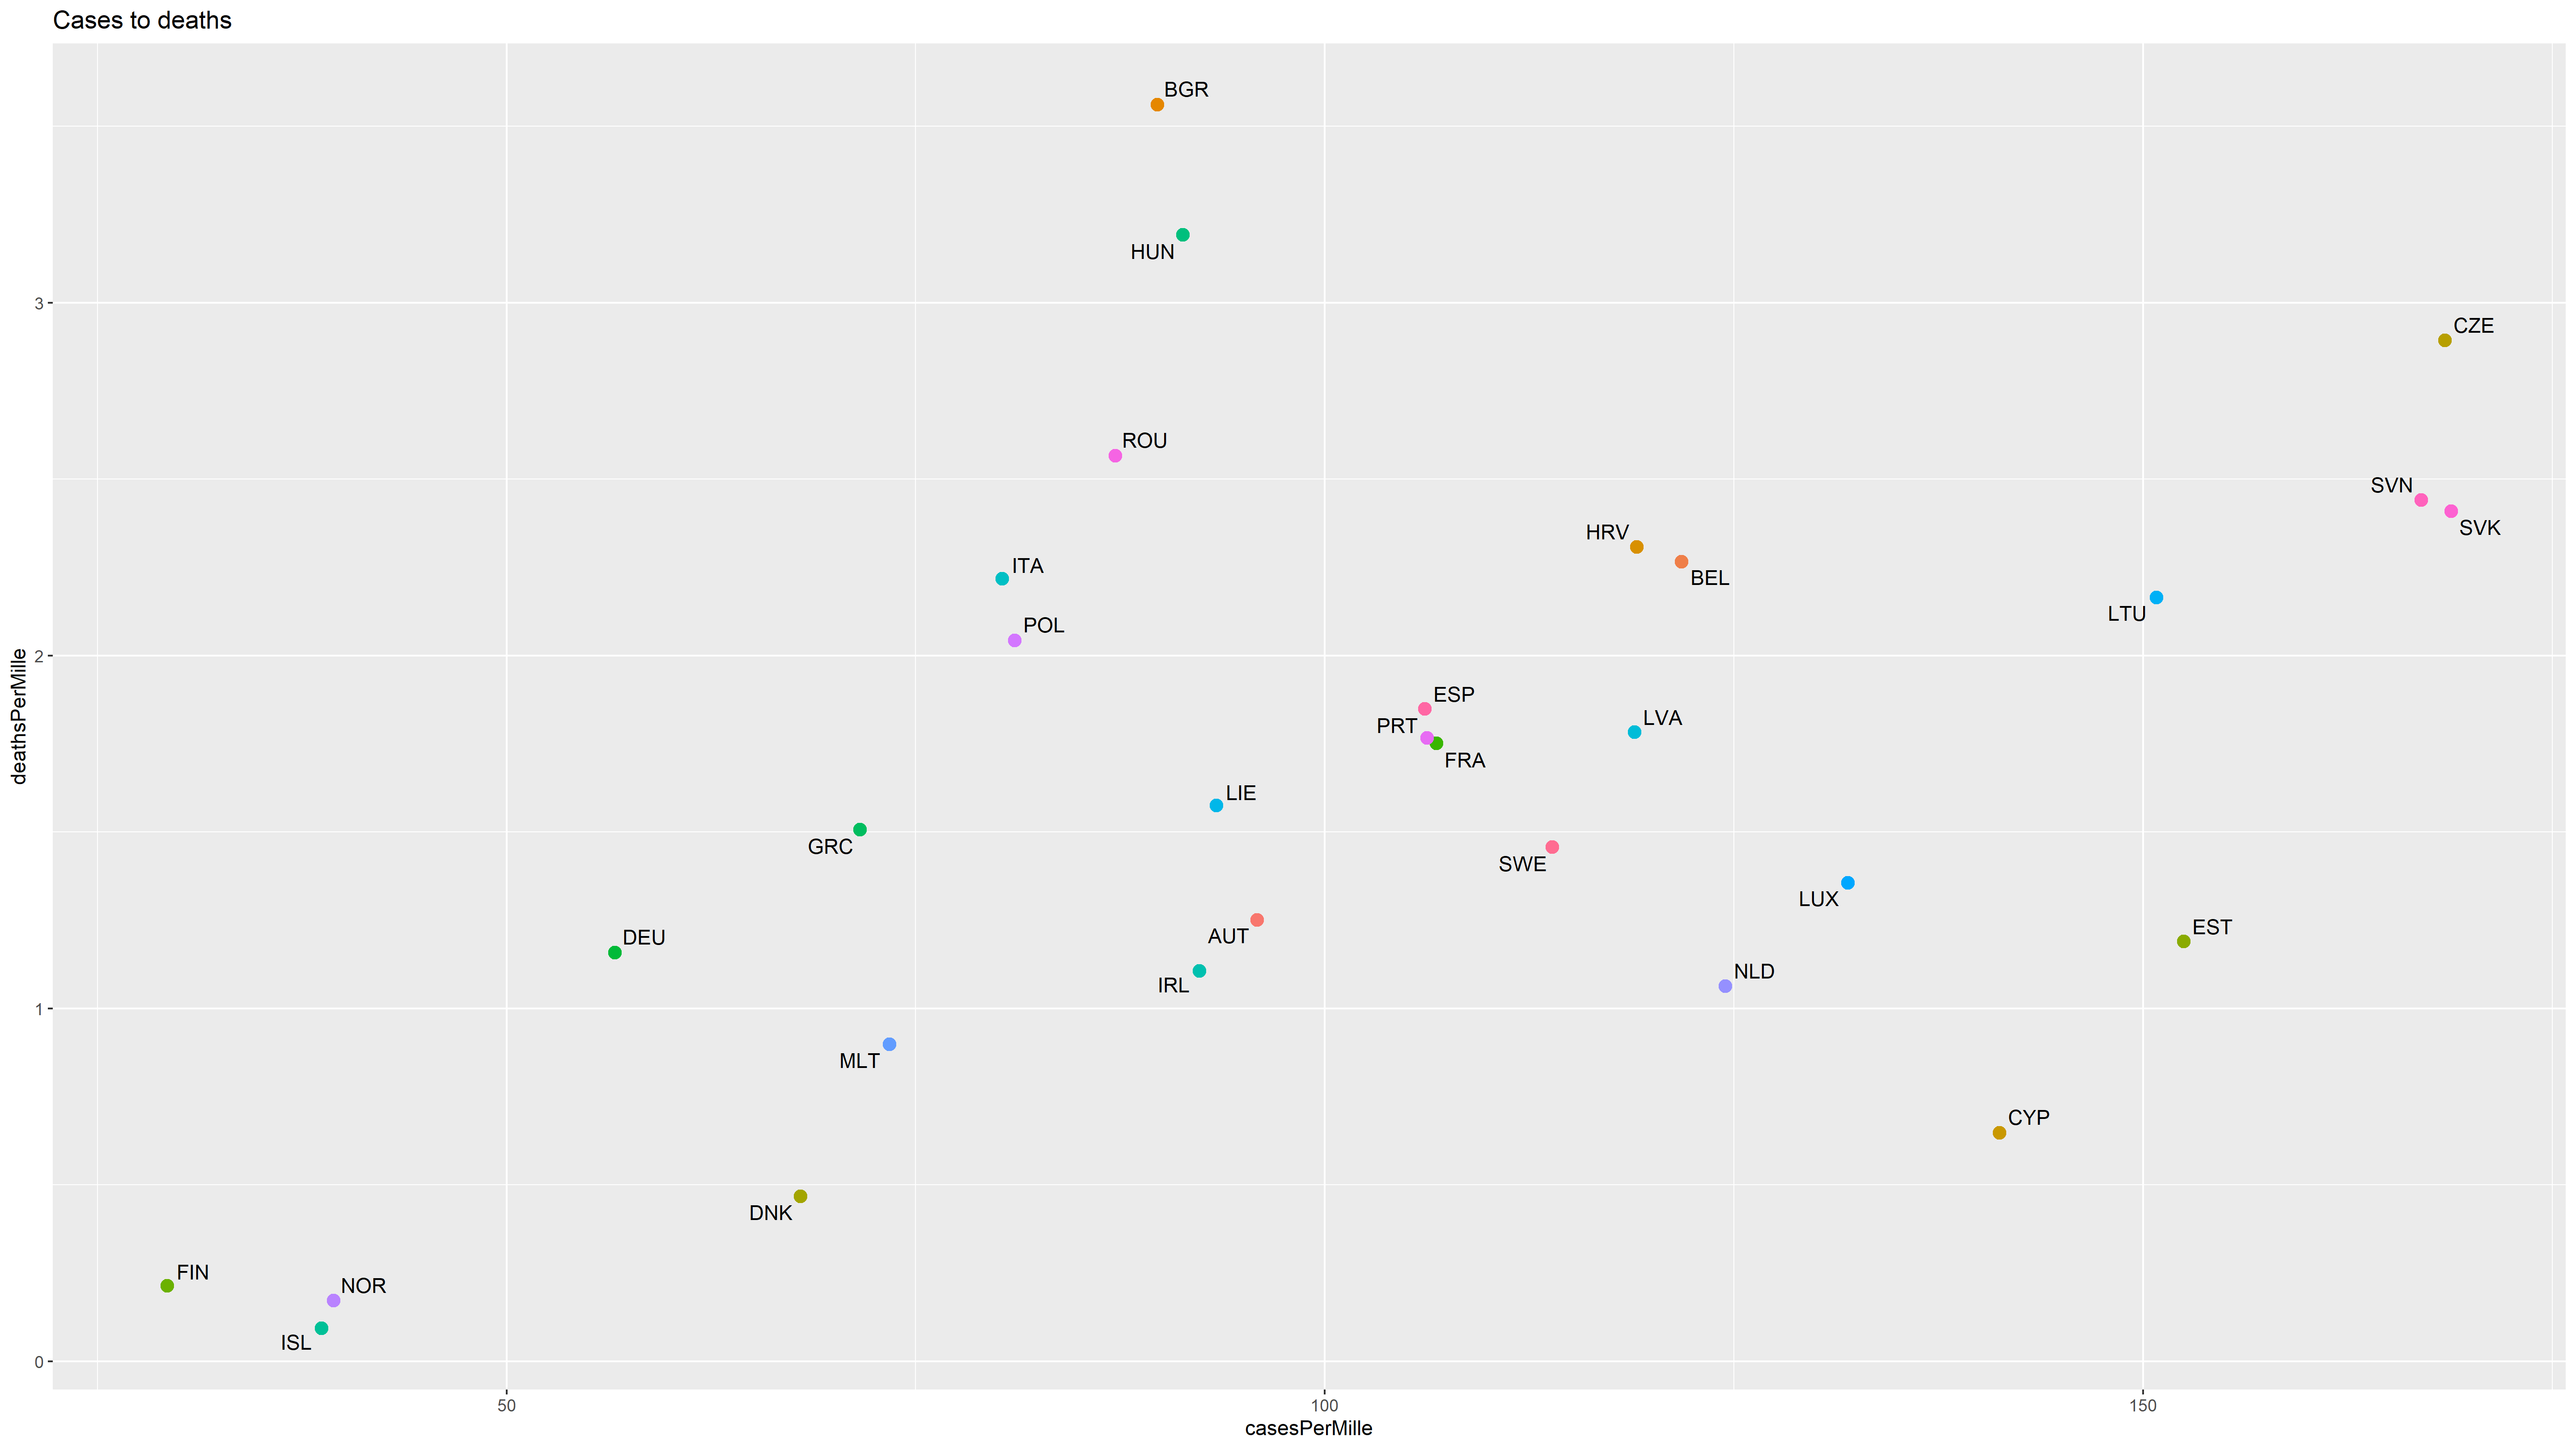 Cases to deaths
BGR
HUN
3
CZE
ROU
SVN
SVK
HRV
ITA
BEL
LTU
POL
2
ESP
PRT
LVA
FRA
LIE
GRC
SWE
LUX
EST
AUT
DEU
NLD
IRL
1
MLT
CYP
DNK
FIN
NOR
ISL
0
deathsPerMille
50
100
150
casesPerMille